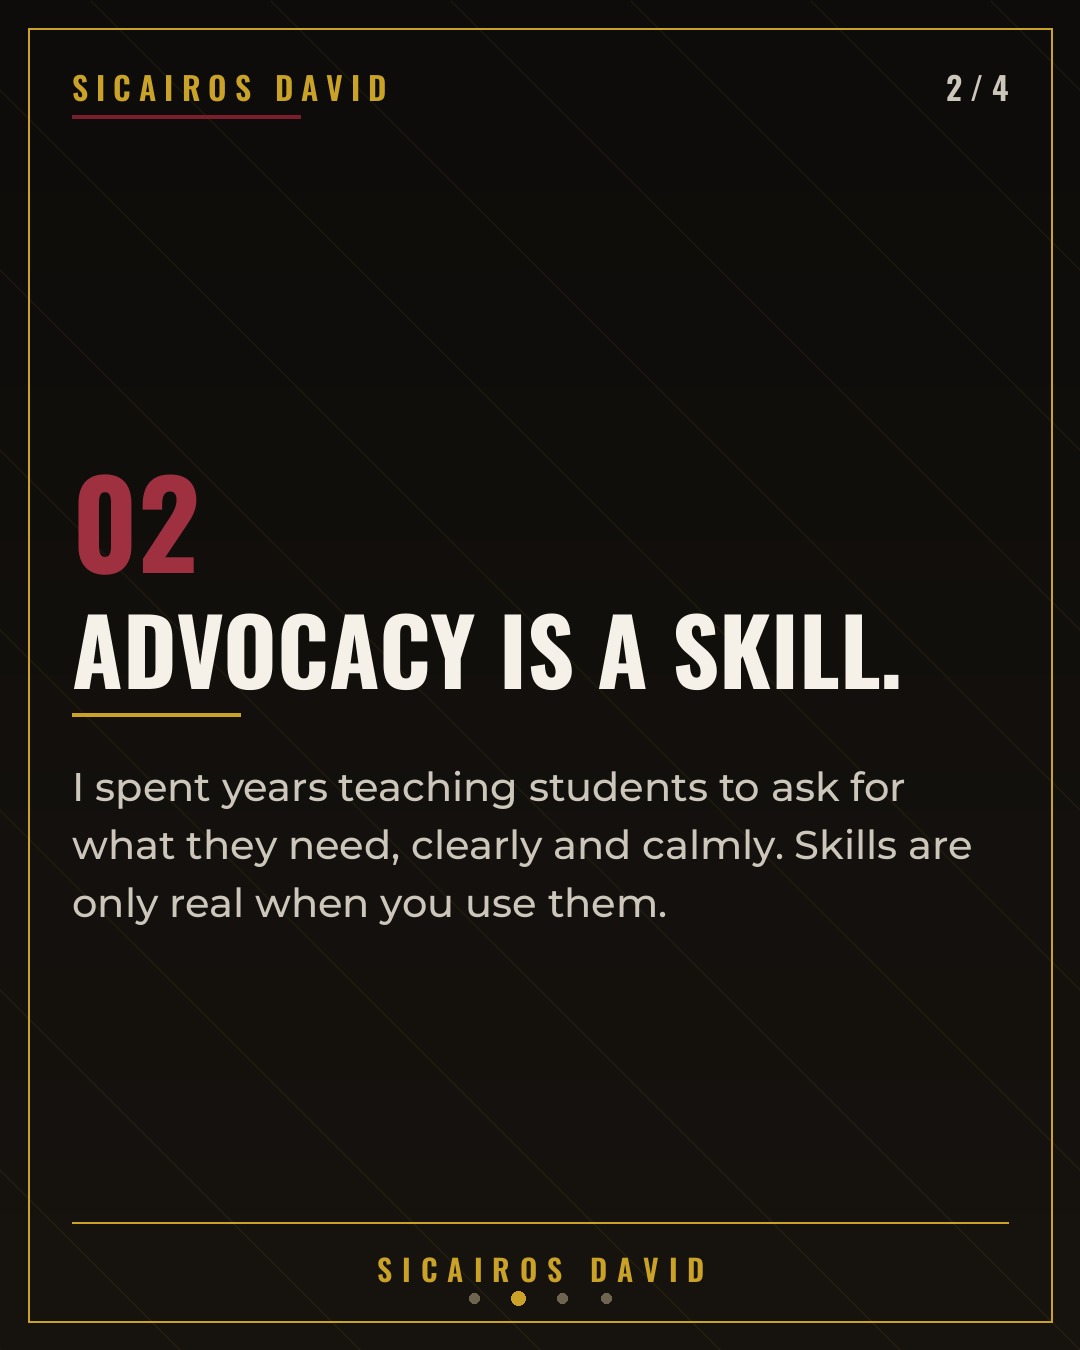 SICAIROS DAVID
2 / 4
02
ADVOCACY IS A SKILL.
I spent years teaching students to ask for
what they need, clearly and calmly. Skills are
only real when you use them.
SICAIROS DAVID